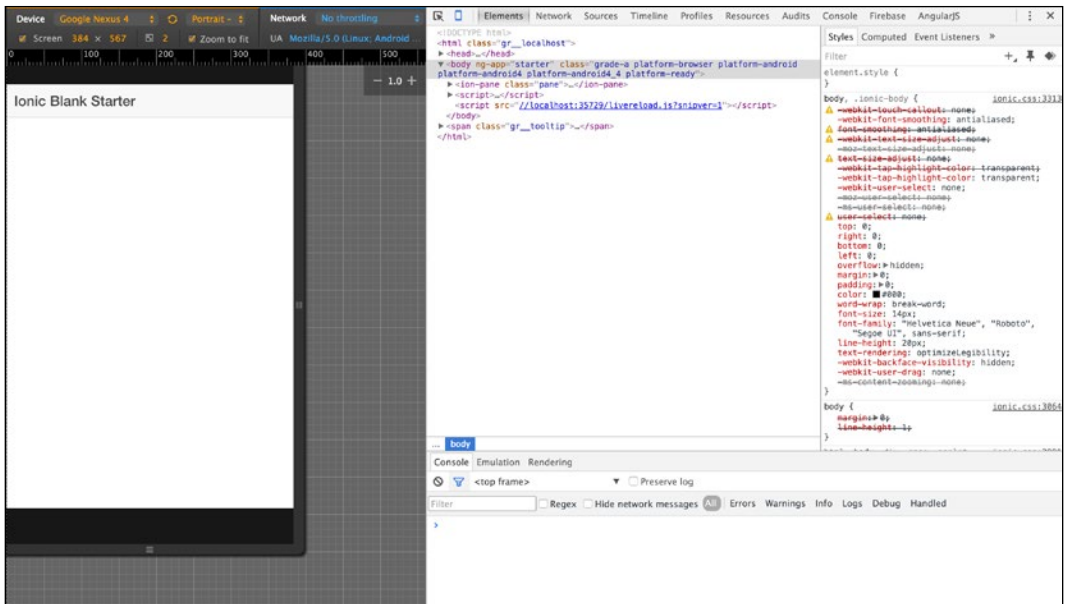 Device Google Nexus 4 Portrait - Network No throttling
Screen 384 × 567 2 Zoom to fit UA Mozilla/5.0 (Linux; Android ...
0 100 200 300 400 500
− 1.0 +
Ionic Blank Starter
Elements Network Sources Timeline Profiles Resources Audits Console Firebase AngularJS
<!DOCTYPE html>
<html class="gr__localhost">
<head>…</head>
<body ng-app="starter" class="grade-a platform-browser platform-android
platform-android4 platform-android4_4 platform-ready">
<ion-pane class="pane">…</ion-pane>
<script>…</script>
<script src="//localhost:35729/livereload.js?snipver=1"></script>
</body>
<span class="gr__tooltip">…</span>
</html>
... body
Styles Computed Event Listeners »
Filter
element.style {
}
body, .ionic-body { ionic.css:3313
-webkit-touch-callout: none;
-webkit-font-smoothing: antialiased;
font-smoothing: antialiased;
-webkit-text-size-adjust: none;
-moz-text-size-adjust: none;
text-size-adjust: none;
-webkit-tap-highlight-color: transparent;
-webkit-tap-highlight-color: transparent;
-webkit-user-select: none;
-moz-user-select: none;
-ms-user-select: none;
user-select: none;
top: 0;
right: 0;
bottom: 0;
left: 0;
overflow: hidden;
margin: 0;
padding: 0;
color: #000;
word-wrap: break-word;
font-size: 14px;
font-family: "Helvetica Neue", "Roboto",
"Segoe UI", sans-serif;
line-height: 20px;
text-rendering: optimizeLegibility;
-webkit-backface-visibility: hidden;
-webkit-user-drag: none;
-ms-content-zooming: none;
}
body { ionic.css:3064
margin: 0;
line-height: 1;
}
Console Emulation Rendering
<top frame> Preserve log
Filter Regex Hide network messages All Errors Warnings Info Logs Debug Handled
>